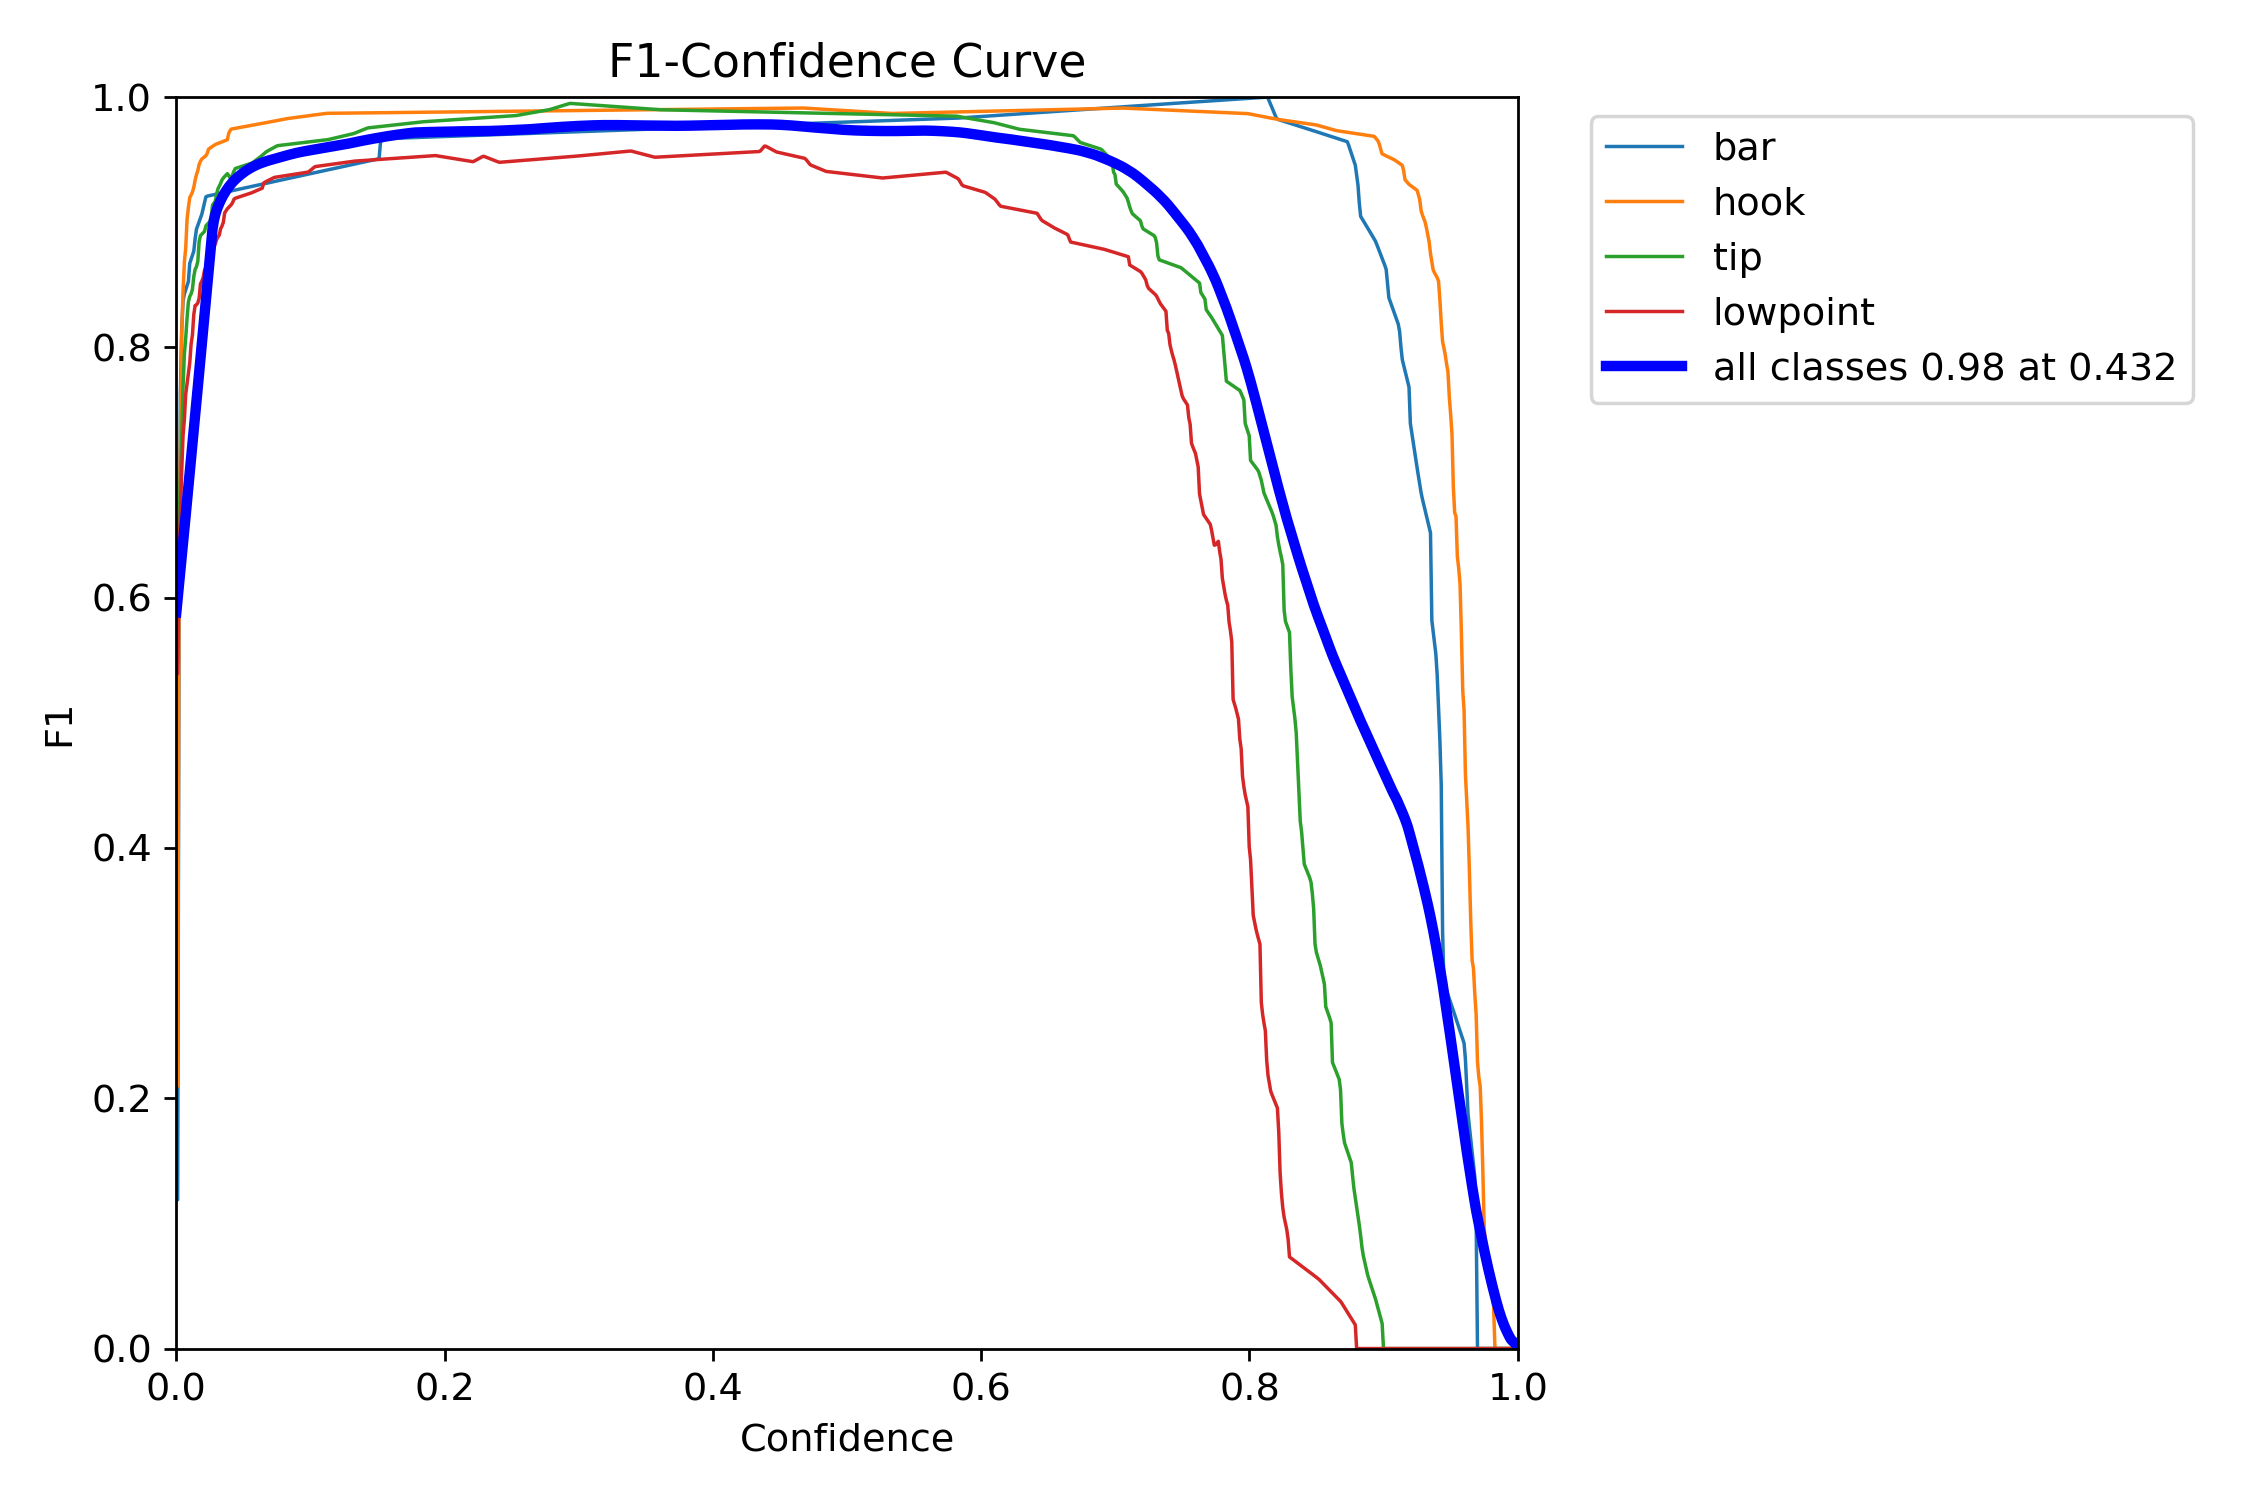 F1-Confidence Curve
1.0
0.8
0.6
0.4
0.2
0.0
F1
0.0 0.2 0.4 0.6 0.8 1.0
Confidence
bar
hook
tip
lowpoint
all classes 0.98 at 0.432